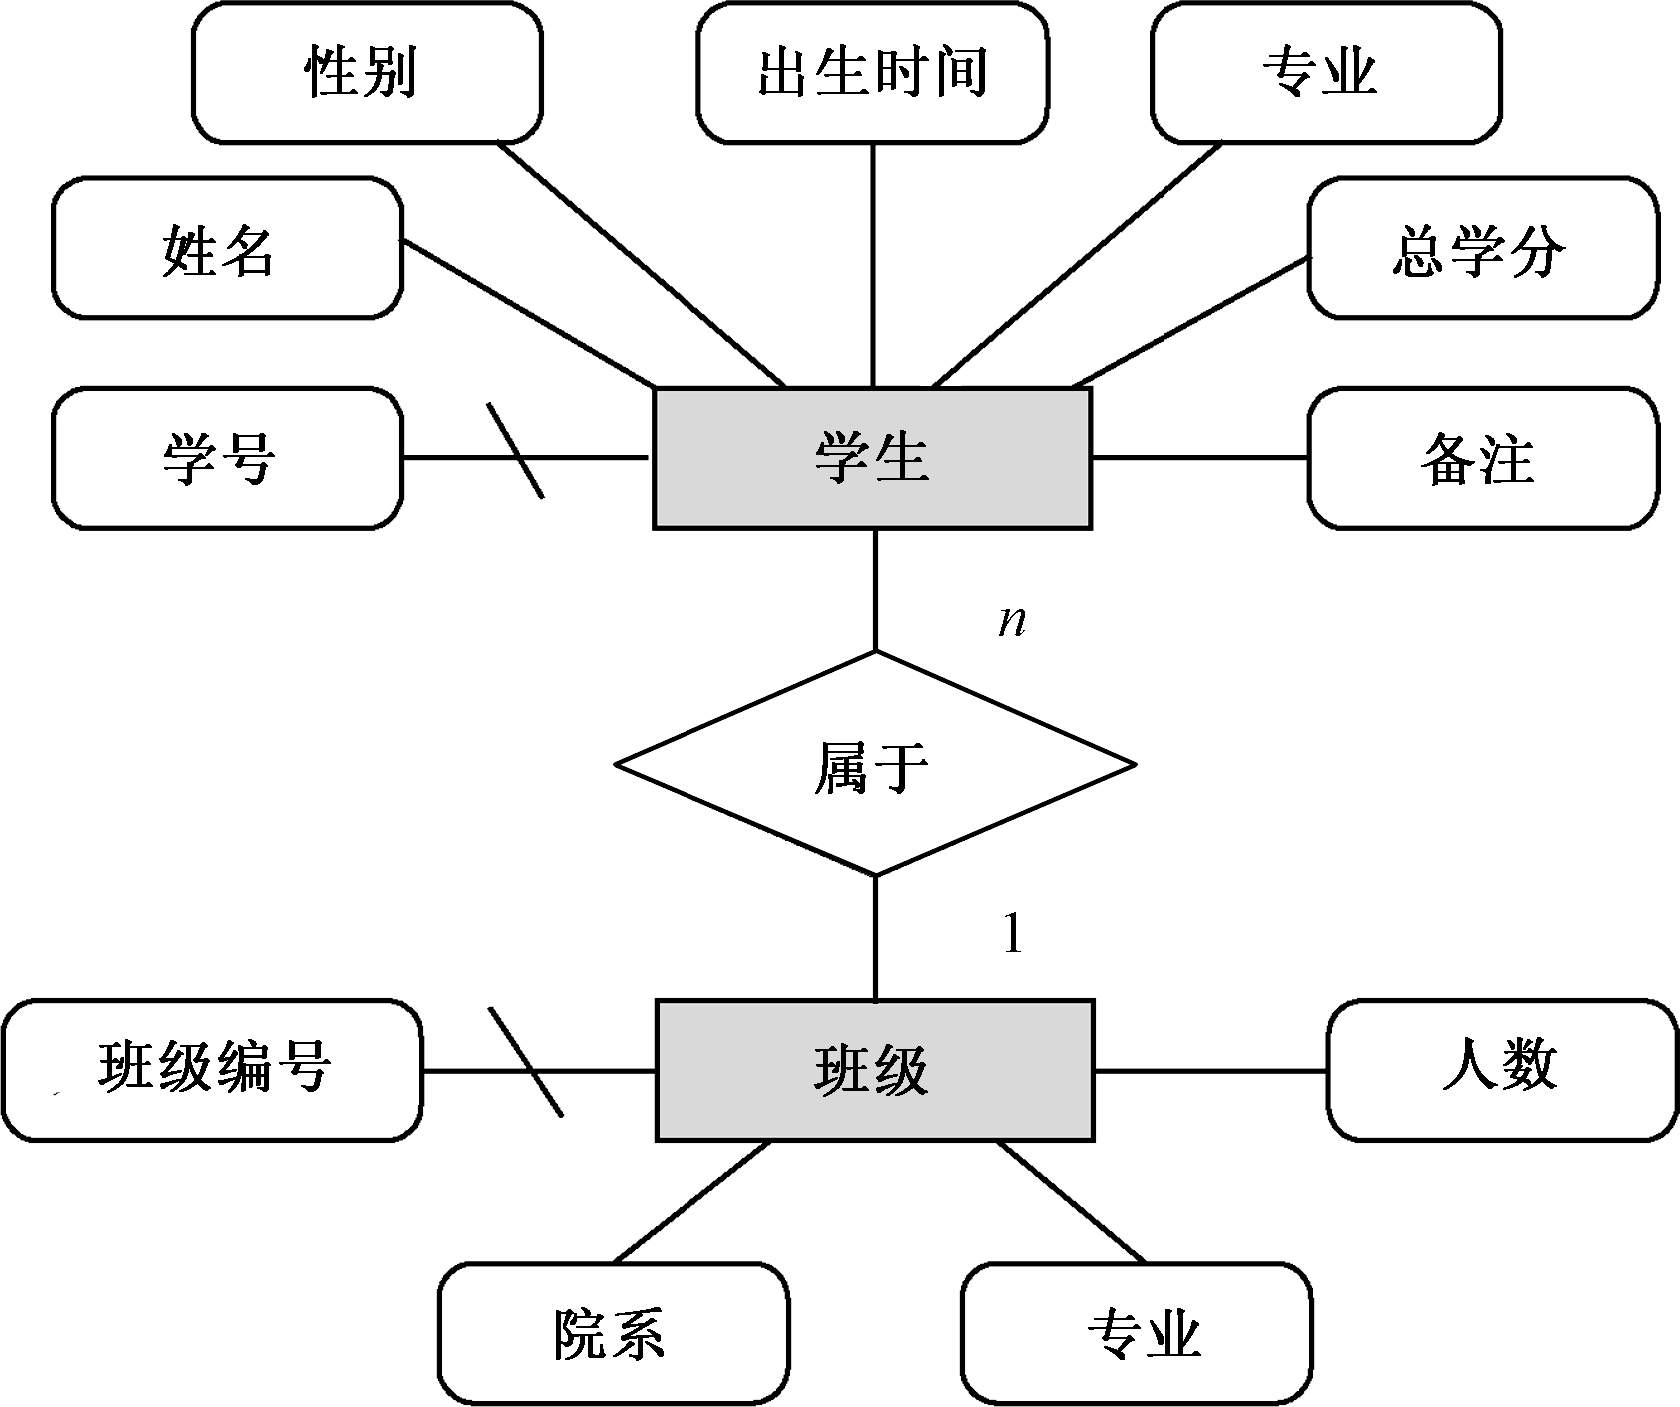 性别
出生时间
专业
姓名
总学分
学号
学生
备注
n
属于
1
班级编号
班级
人数
院系
专业